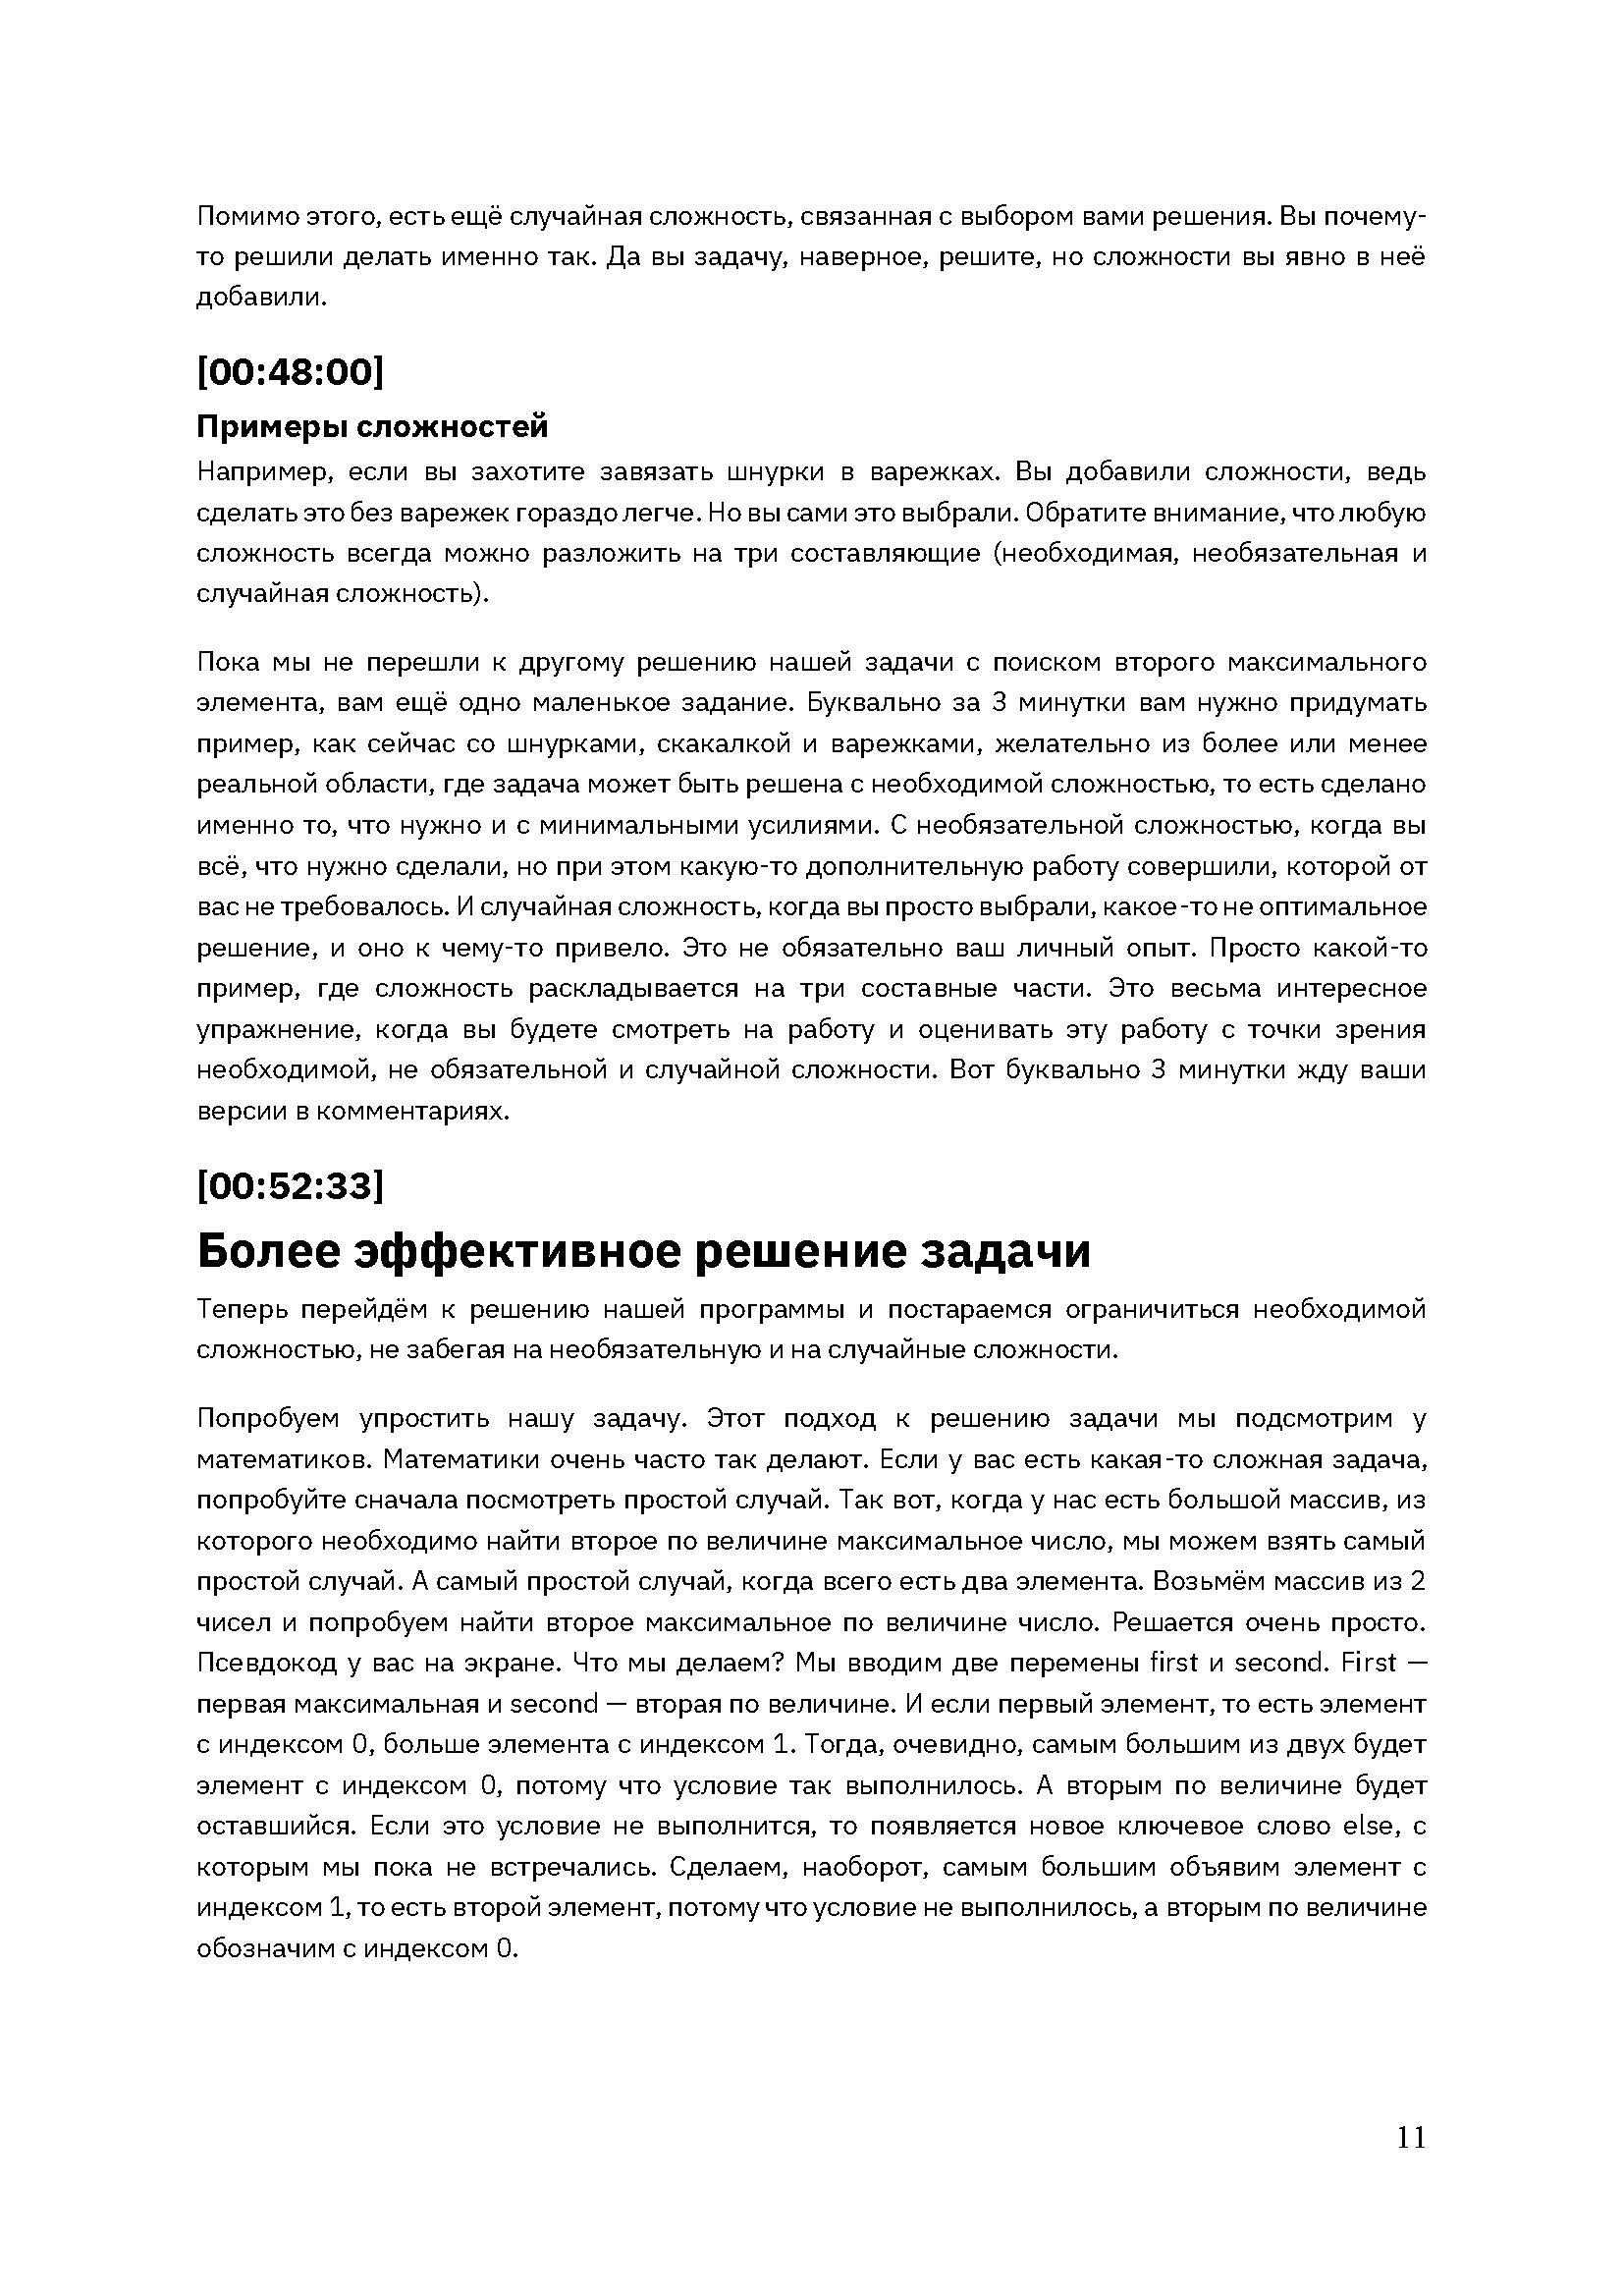 Помимо этого, есть ещё случайная сложность, связанная с выбором вами решения. Вы почему-
то решили делать именно так. Да вы задачу, наверное, решите, но сложности вы явно в неё
добавили.
[00:48:00]
Примеры сложностей
Например, если вы захотите завязать шнурки в варежках. Вы добавили сложности, ведь
сделать это без варежек гораздо легче. Но вы сами это выбрали. Обратите внимание, что любую
сложность всегда можно разложить на три составляющие (необходимая, необязательная и
случайная сложность).
Пока мы не перешли к другому решению нашей задачи с поиском второго максимального
элемента, вам ещё одно маленькое задание. Буквально за 3 минутки вам нужно придумать
пример, как сейчас со шнурками, скакалкой и варежками, желательно из более или менее
реальной области, где задача может быть решена с необходимой сложностью, то есть сделано
именно то, что нужно и с минимальными усилиями. С необязательной сложностью, когда вы
всё, что нужно сделали, но при этом какую-то дополнительную работу совершили, которой от
вас не требовалось. И случайная сложность, когда вы просто выбрали, какое-то не оптимальное
решение, и оно к чему-то привело. Это не обязательно ваш личный опыт. Просто какой-то
пример, где сложность раскладывается на три составные части. Это весьма интересное
упражнение, когда вы будете смотреть на работу и оценивать эту работу с точки зрения
необходимой, не обязательной и случайной сложности. Вот буквально 3 минутки жду ваши
версии в комментариях.
[00:52:33]
Более эффективное решение задачи
Теперь перейдём к решению нашей программы и постараемся ограничиться необходимой
сложностью, не забегая на необязательную и на случайные сложности.
Попробуем упростить нашу задачу. Этот подход к решению задачи мы подсмотрим у
математиков. Математики очень часто так делают. Если у вас есть какая-то сложная задача,
попробуйте сначала посмотреть простой случай. Так вот, когда у нас есть большой массив, из
которого необходимо найти второе по величине максимальное число, мы можем взять самый
простой случай. А самый простой случай, когда всего есть два элемента. Возьмём массив из 2
чисел и попробуем найти второе максимальное по величине число. Решается очень просто.
Псевдокод у вас на экране. Что мы делаем? Мы вводим две перемены first и second. First —
первая максимальная и second — вторая по величине. И если первый элемент, то есть элемент
с индексом 0, больше элемента с индексом 1. Тогда, очевидно, самым большим из двух будет
элемент с индексом 0, потому что условие так выполнилось. А вторым по величине будет
оставшийся. Если это условие не выполнится, то появляется новое ключевое слово else, с
которым мы пока не встречались. Сделаем, наоборот, самым большим объявим элемент с
индексом 1, то есть второй элемент, потому что условие не выполнилось, а вторым по величине
обозначим с индексом 0.
11